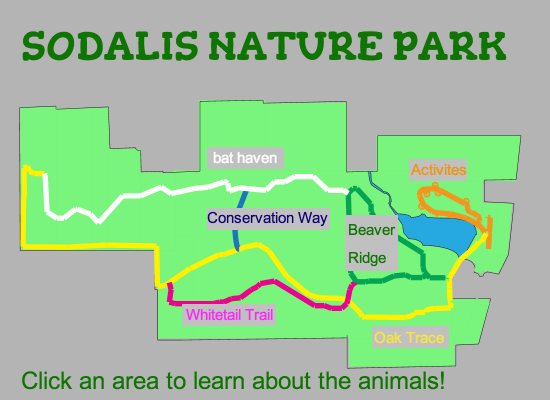 SODALIS NATURE PARK
bat haven
Activites
Conservation Way
Beaver
Ridge
Whitetail Trail
Oak Trace
Click an area to learn about the animals!